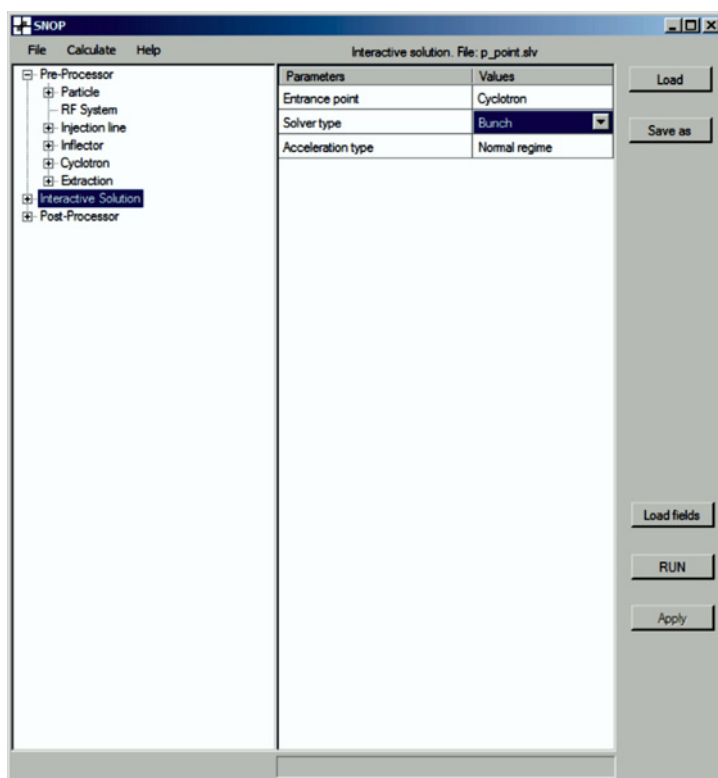 SNOP
File Calculate Help Interactive solution. File: p_point.slv
Pre-Processor
Particle
RF System
Injection line
Inflector
Cyclotron
Extraction
Interactive Solution
Post-Processor
Parameters Values
Entrance point Cyclotron
Solver type Bunch
Acceleration type Normal regime
Load
Save as
Load fields
RUN
Apply